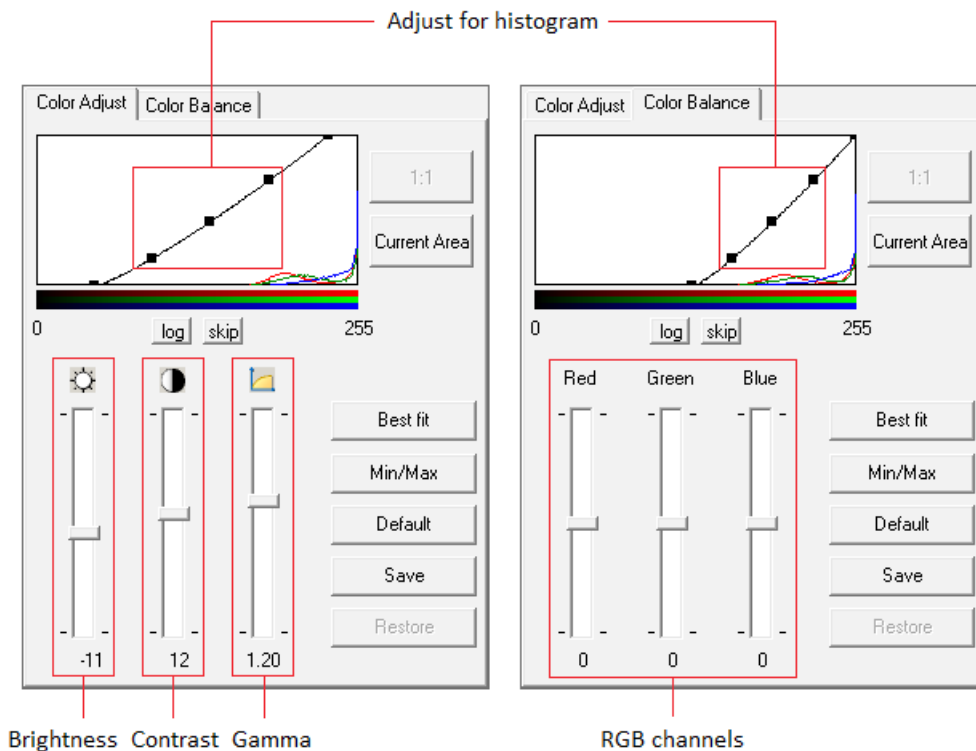 Adjust for histogram
Color Adjust Color Balance
1:1
Current Area
0 log skip 255
Best fit
Min/Max
Default
Save
Restore
-11 12 1.20
Brightness Contrast Gamma
Color Adjust Color Balance
1:1
Current Area
0 log skip 255
Red Green Blue
Best fit
Min/Max
Default
Save
Restore
0 0 0
RGB channels